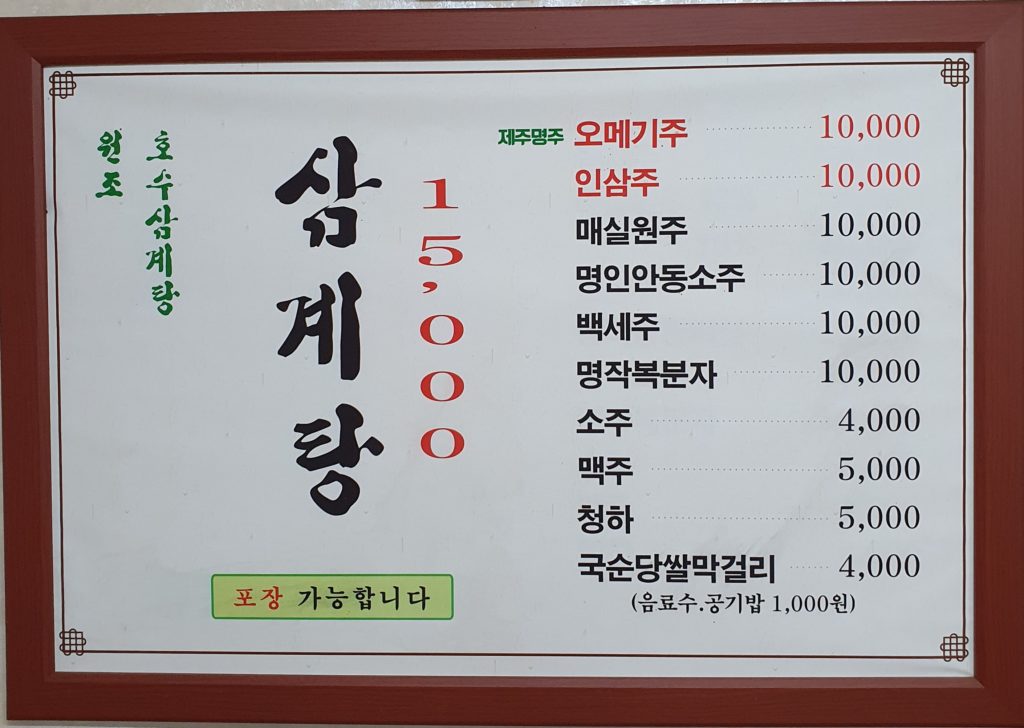 원조
호수삼계탕
삼계탕
15,000
포장 가능합니다
제주명주 오메기주 10,000
인삼주 10,000
매실원주 10,000
명인안동소주 10,000
백세주 10,000
명작복분자 10,000
소주 4,000
맥주 5,000
청하 5,000
국순당쌀막걸리 4,000
(음료수.공기밥 1,000원)